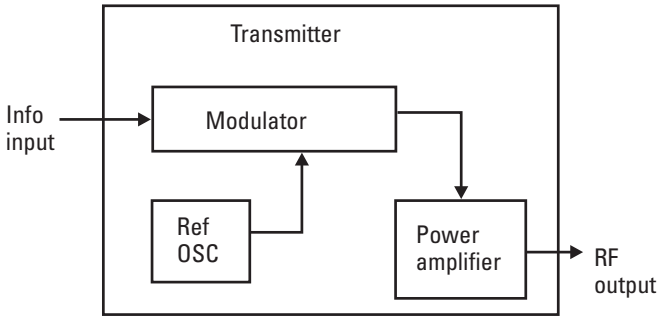 Transmitter
Info
input
Modulator
Ref
OSC
Power
amplifier
RF
output